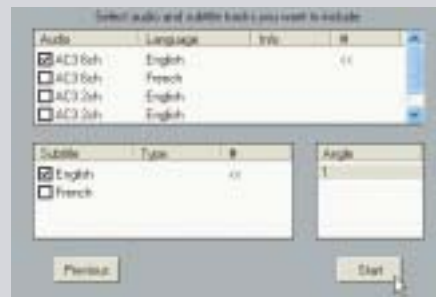 Select audio and subtitle tracks you want to include
Audio Language Info #
AC3 6ch English <<
AC3 6ch French
AC3 2ch English
AC3 2ch English
Subtitle Type #
English <<
French
Angle
1
Previous
Start